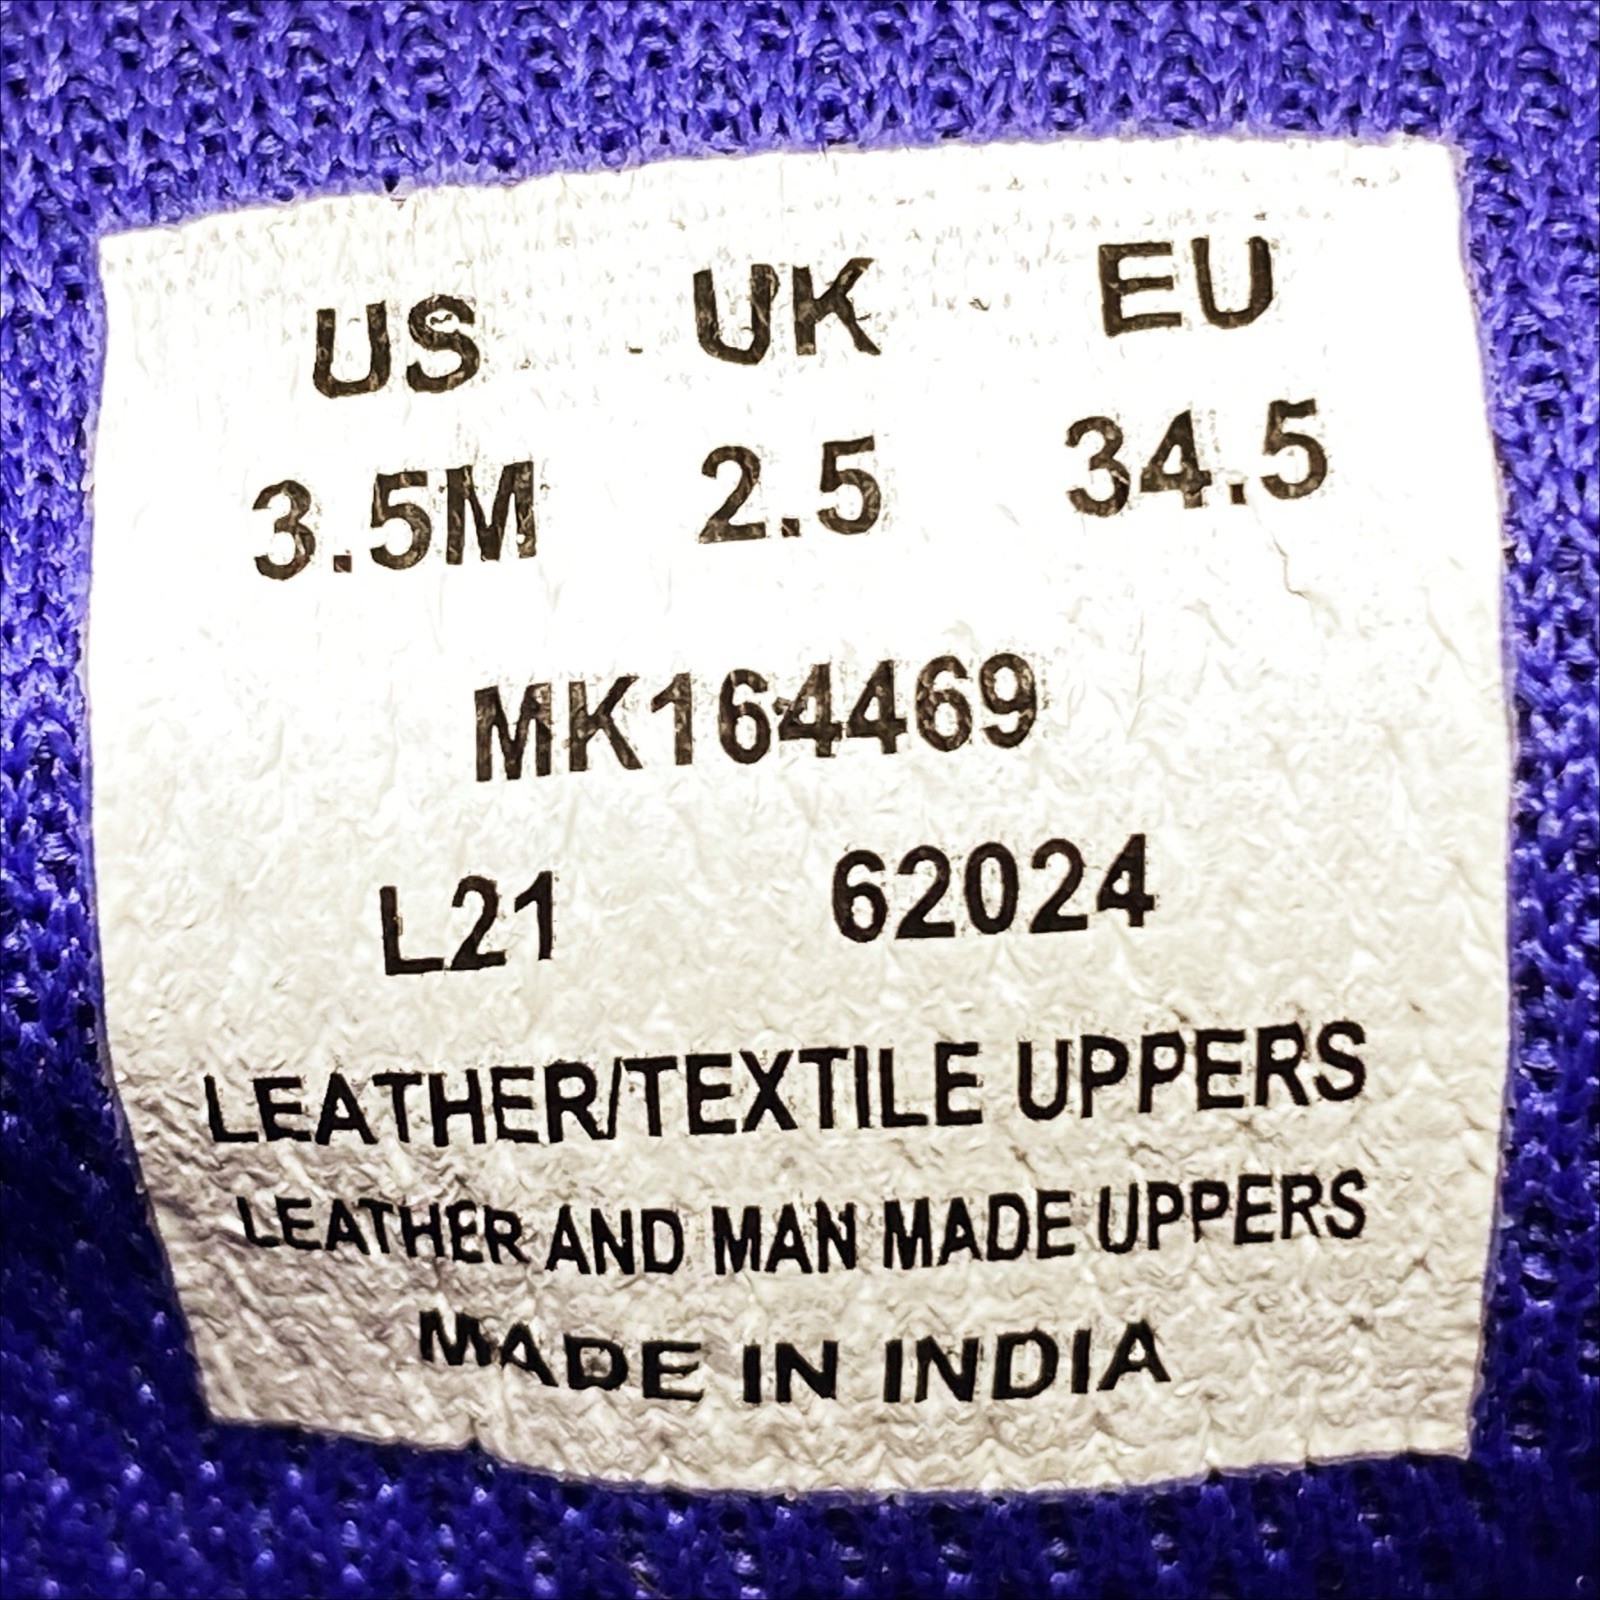 US UK EU
3.5M 2.5 34.5
MK164469
L21 62024
LEATHER/TEXTILE UPPERS
LEATHER AND MAN MADE UPPERS
MADE IN INDIA